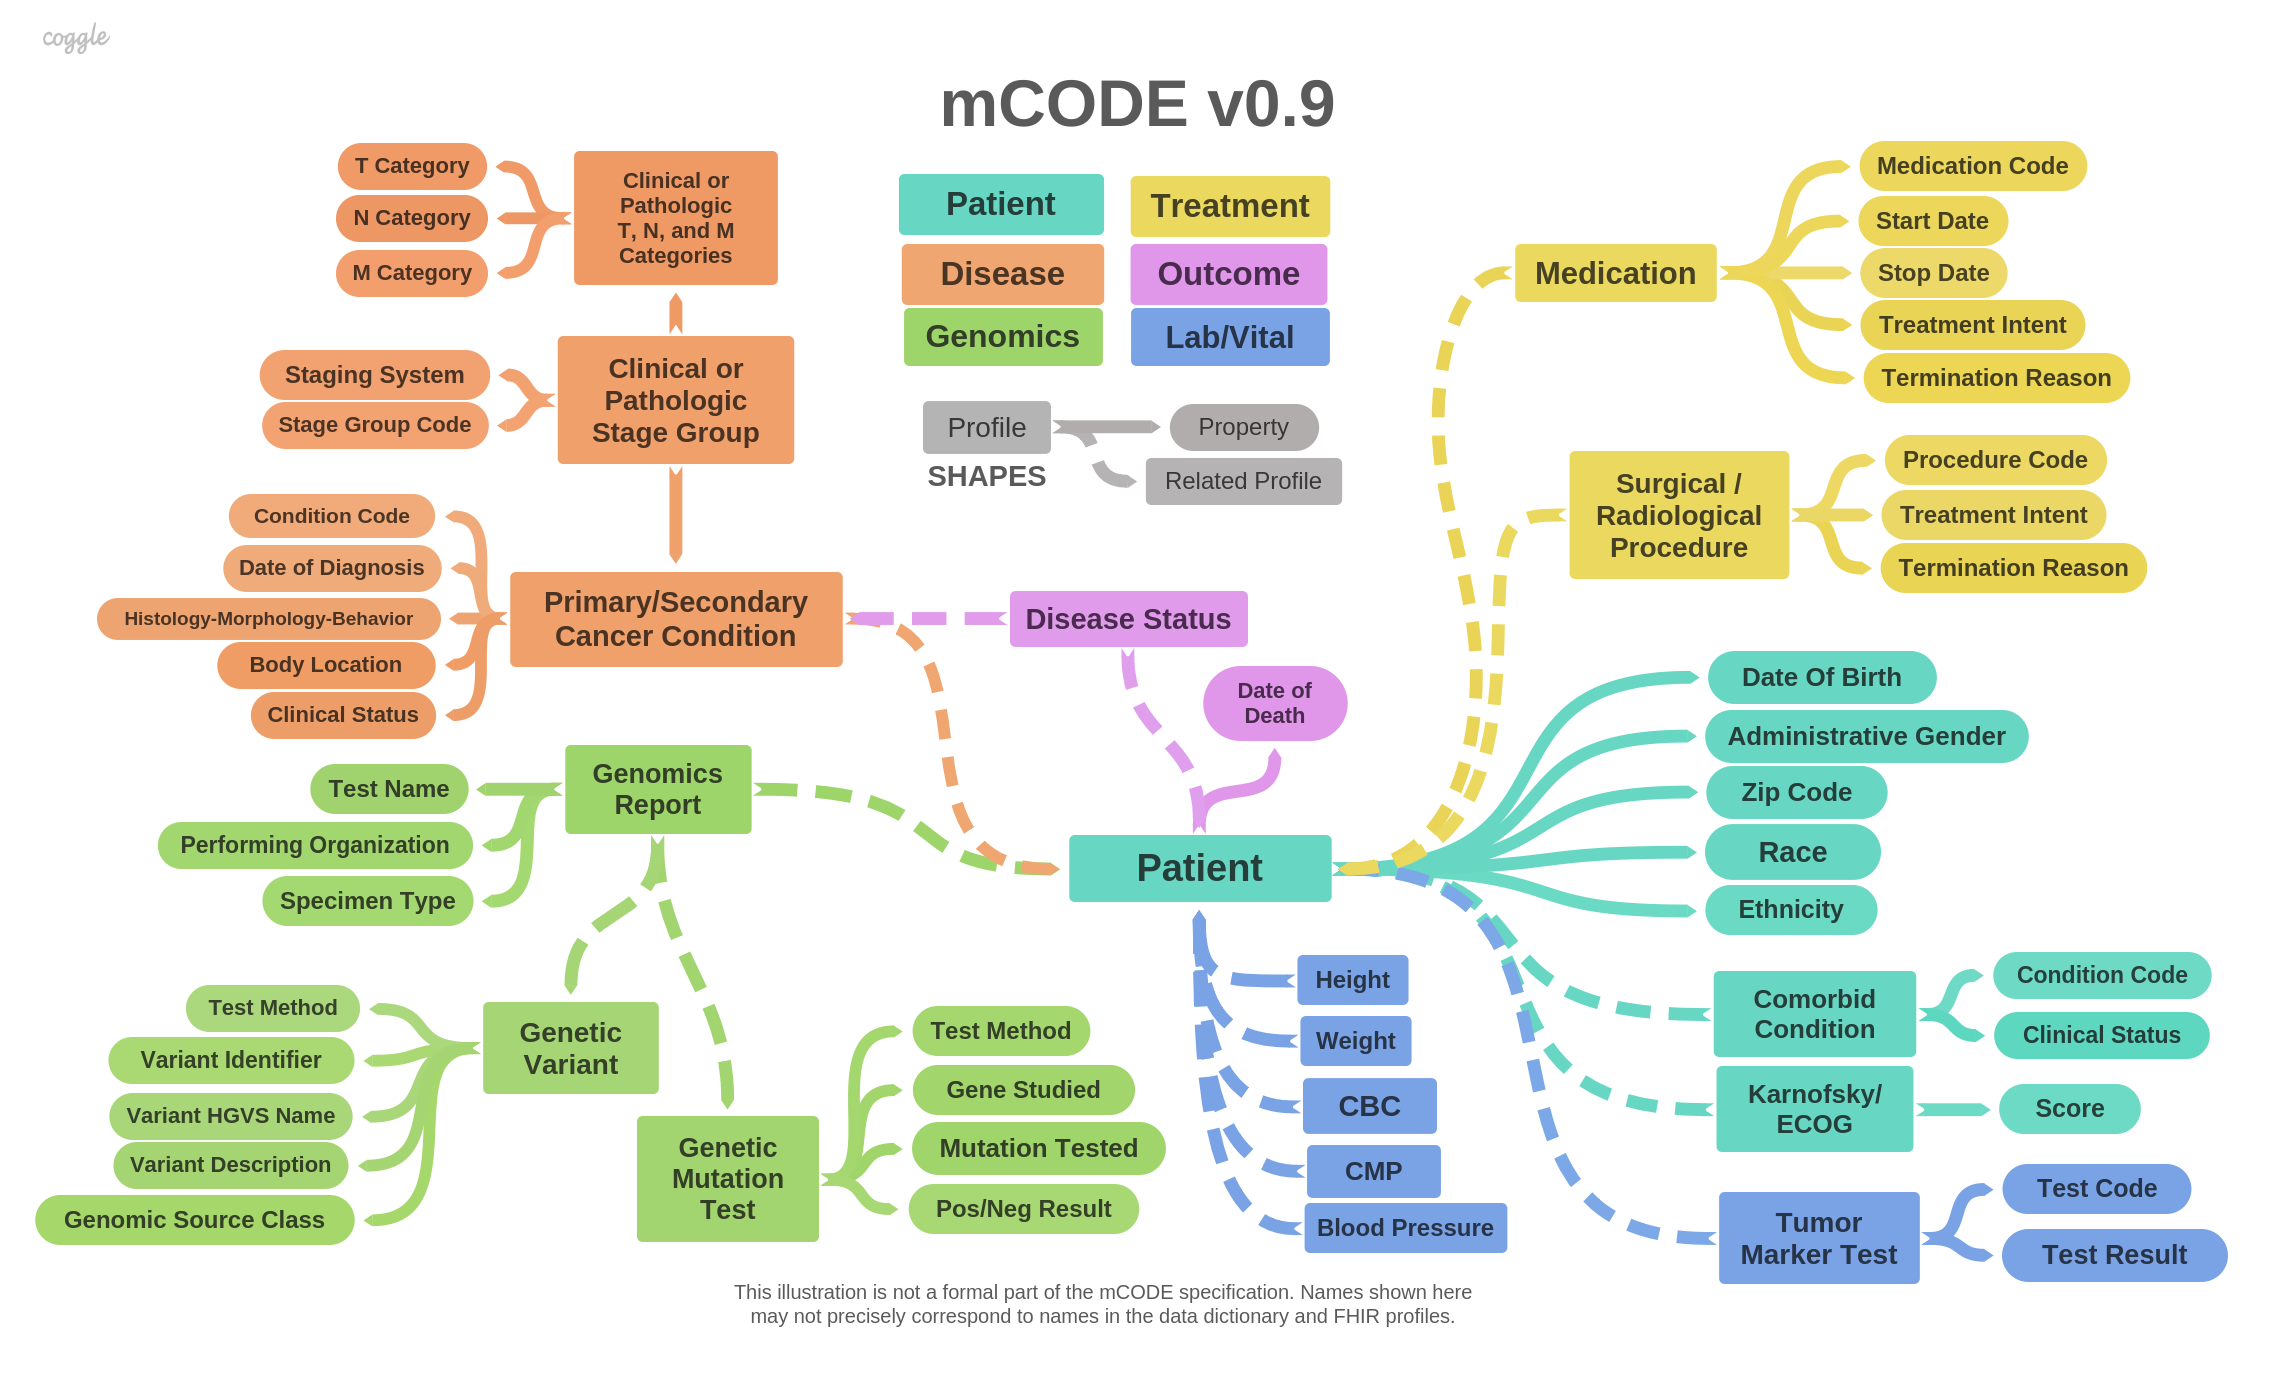 coggle
mCODE v0.9
Patient
Treatment
Disease
Outcome
Genomics
Lab/Vital
Profile
Property
SHAPES
Related Profile
T Category
N Category
M Category
Clinical or
Pathologic
T, N, and M
Categories
Staging System
Stage Group Code
Clinical or
Pathologic
Stage Group
Condition Code
Date of Diagnosis
Histology-Morphology-Behavior
Body Location
Clinical Status
Primary/Secondary
Cancer Condition
Disease Status
Date of
Death
Test Name
Performing Organization
Specimen Type
Genomics
Report
Patient
Test Method
Variant Identifier
Variant HGVS Name
Variant Description
Genomic Source Class
Genetic
Variant
Genetic
Mutation
Test
Test Method
Gene Studied
Mutation Tested
Pos/Neg Result
Height
Weight
CBC
CMP
Blood Pressure
Medication
Medication Code
Start Date
Stop Date
Treatment Intent
Termination Reason
Surgical /
Radiological
Procedure
Procedure Code
Treatment Intent
Termination Reason
Date Of Birth
Administrative Gender
Zip Code
Race
Ethnicity
Comorbid
Condition
Condition Code
Clinical Status
Karnofsky/
ECOG
Score
Tumor
Marker Test
Test Code
Test Result
This illustration is not a formal part of the mCODE specification. Names shown here
may not precisely correspond to names in the data dictionary and FHIR profiles.